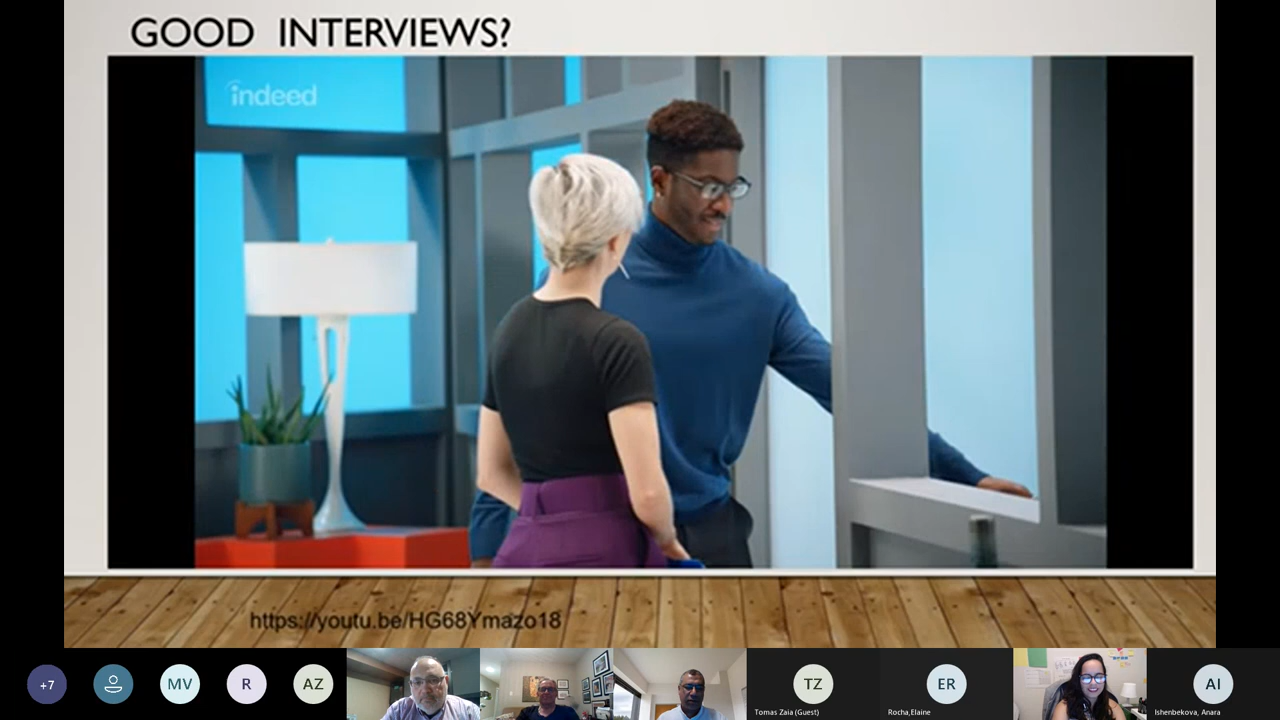 GOOD INTERVIEWS?
indeed
https://youtu.be/HG68Ymazo18
+7
MV
R
AZ
TZ
Tomas Zaia (Guest)
ER
Rocha,Elaine
AI
Ishenbekova, Anara